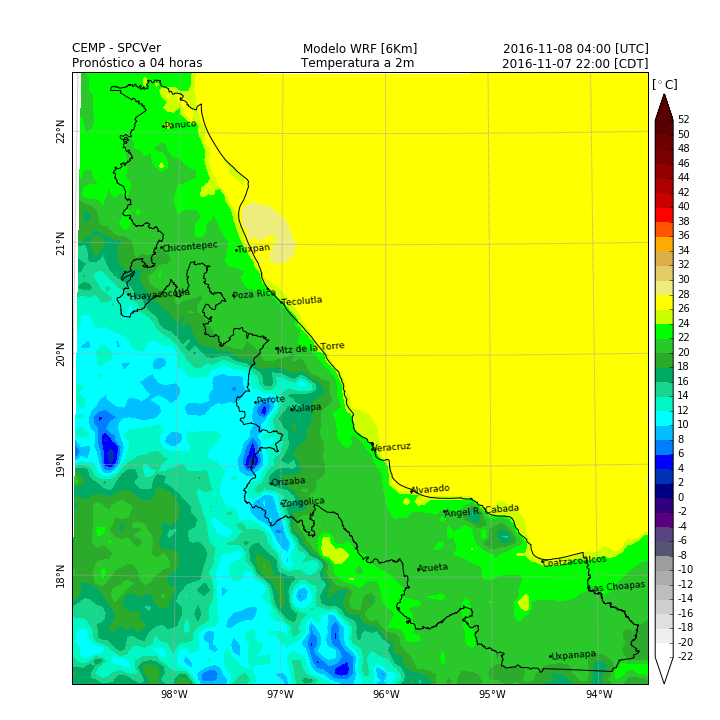 CEMP - SPCVer Modelo WRF [6Km] 2016-11-08 04:00 [UTC]
Pronóstico a 04 horas Temperatura a 2m 2016-11-07 22:00 [CDT]
[°C]
52
50
48
46
44
42
40
38
36
34
32
30
28
26
24
22
20
18
16
14
12
10
8
6
4
2
0
-2
-4
-6
-8
-10
-12
-14
-16
-18
-20
-22
22°N
21°N
20°N
19°N
18°N
Panuco
Chicontepec
Tuxpan
Huayacocotla
Poza Rica
Tecolutla
Mtz de la Torre
Perote
Xalapa
Veracruz
Orizaba
Alvarado
Zongolica
Angel R. Cabada
Azueta
Coatzacoalcos
Las Choapas
Uxpanapa
98°W 97°W 96°W 95°W 94°W